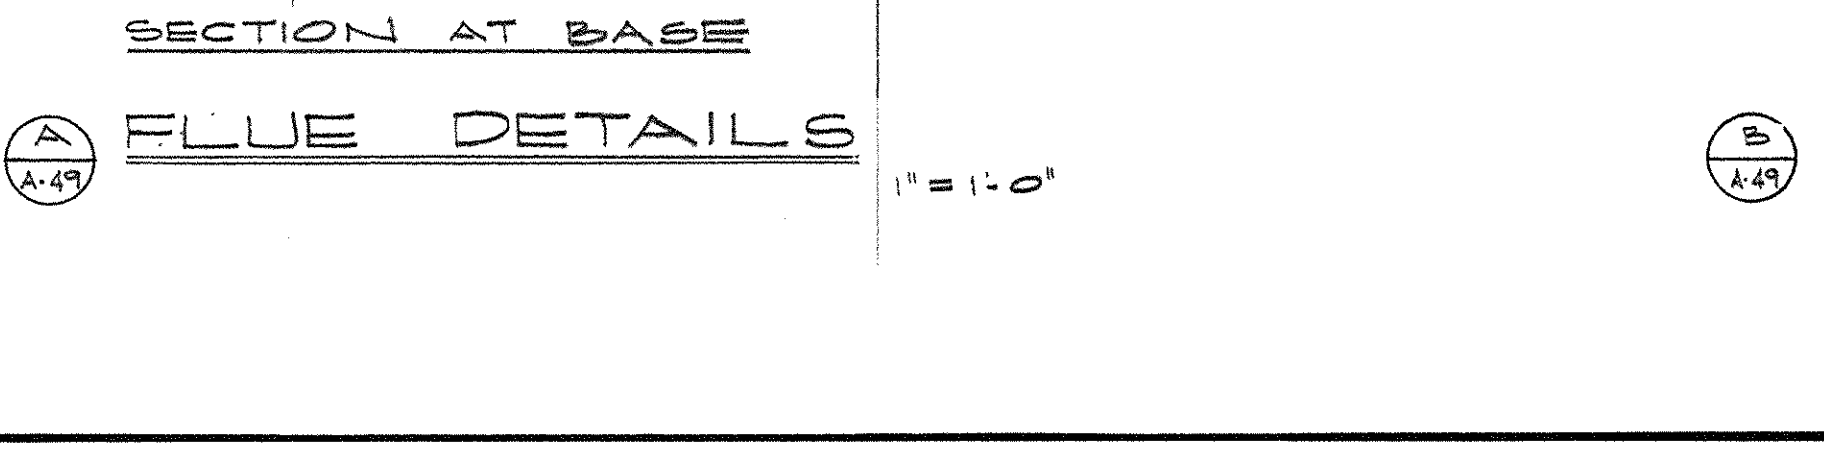 SECTION AT BASE
A
A-49
FLUE DETAILS
1" = 1'-0"
B
A-49